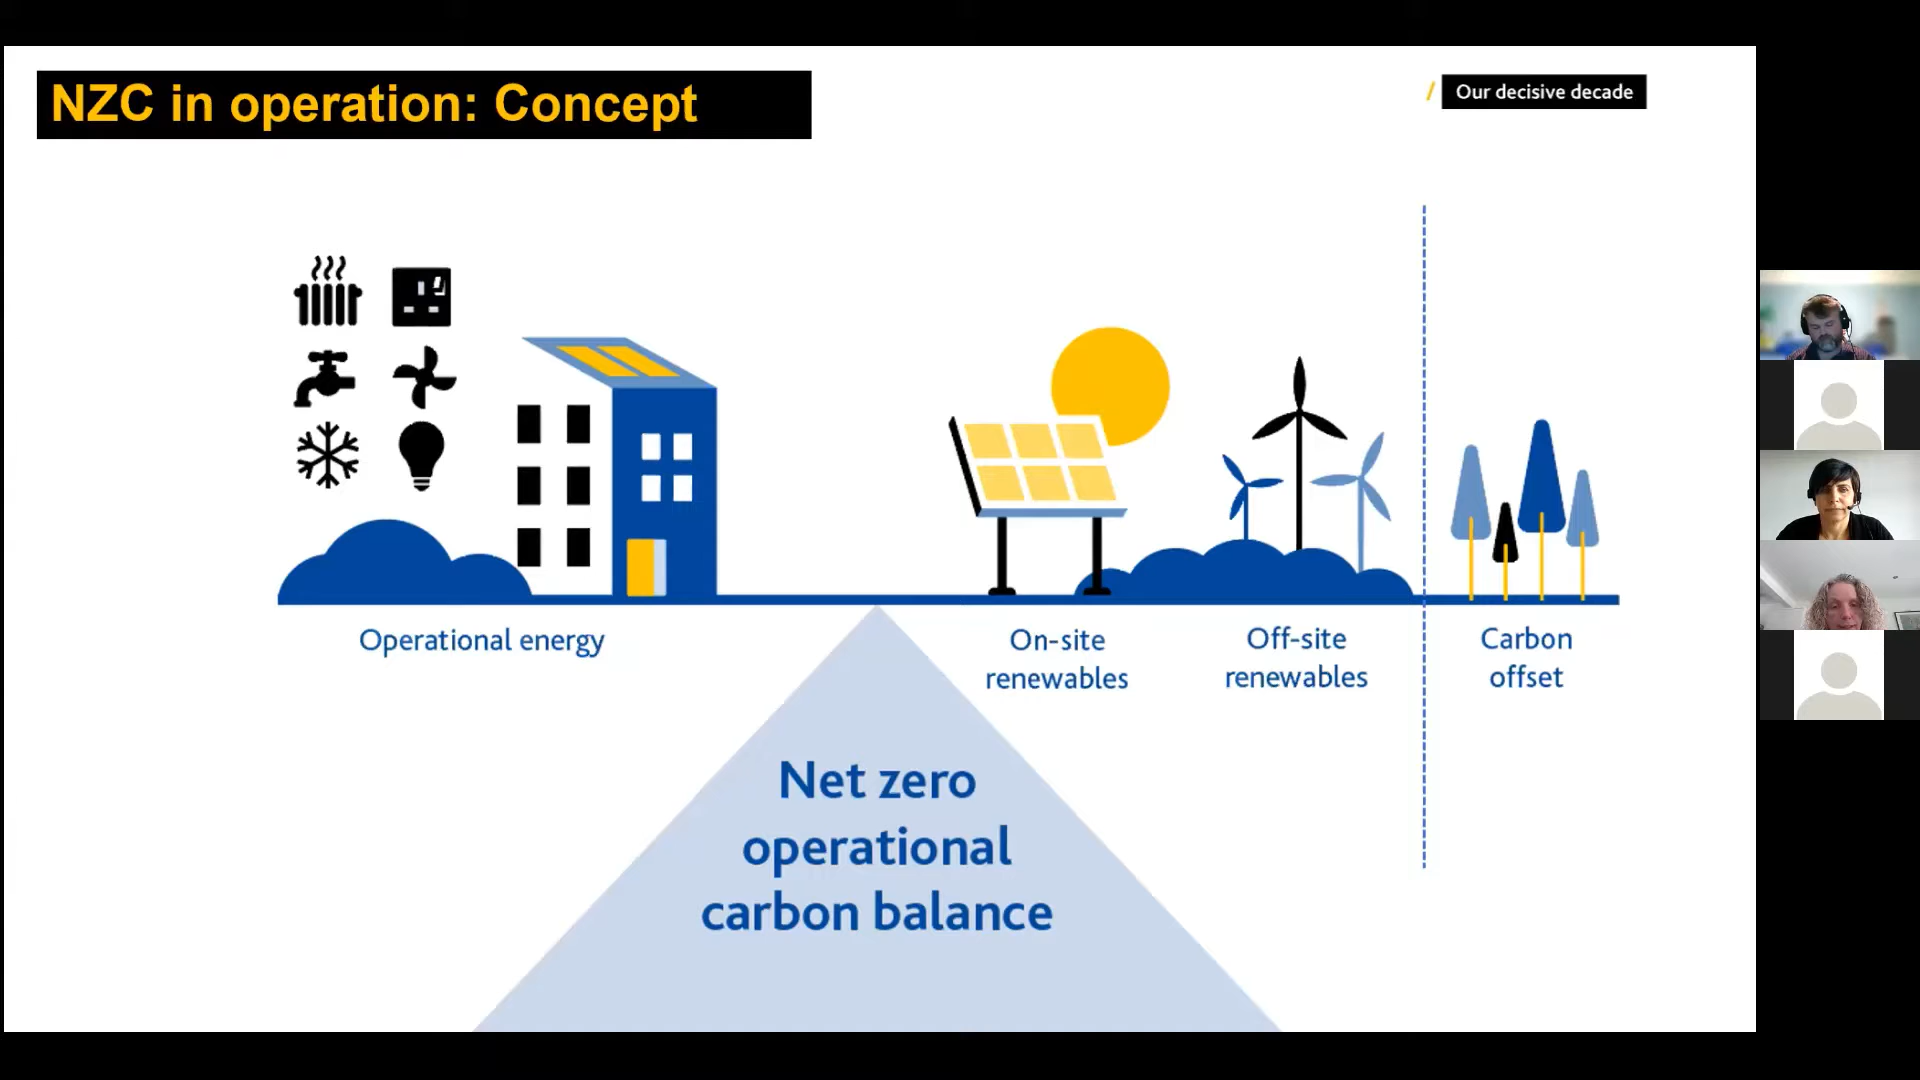 NZC in operation: Concept
/ Our decisive decade
Operational energy
On-site
renewables
Off-site
renewables
Carbon
offset
Net zero
operational
carbon balance